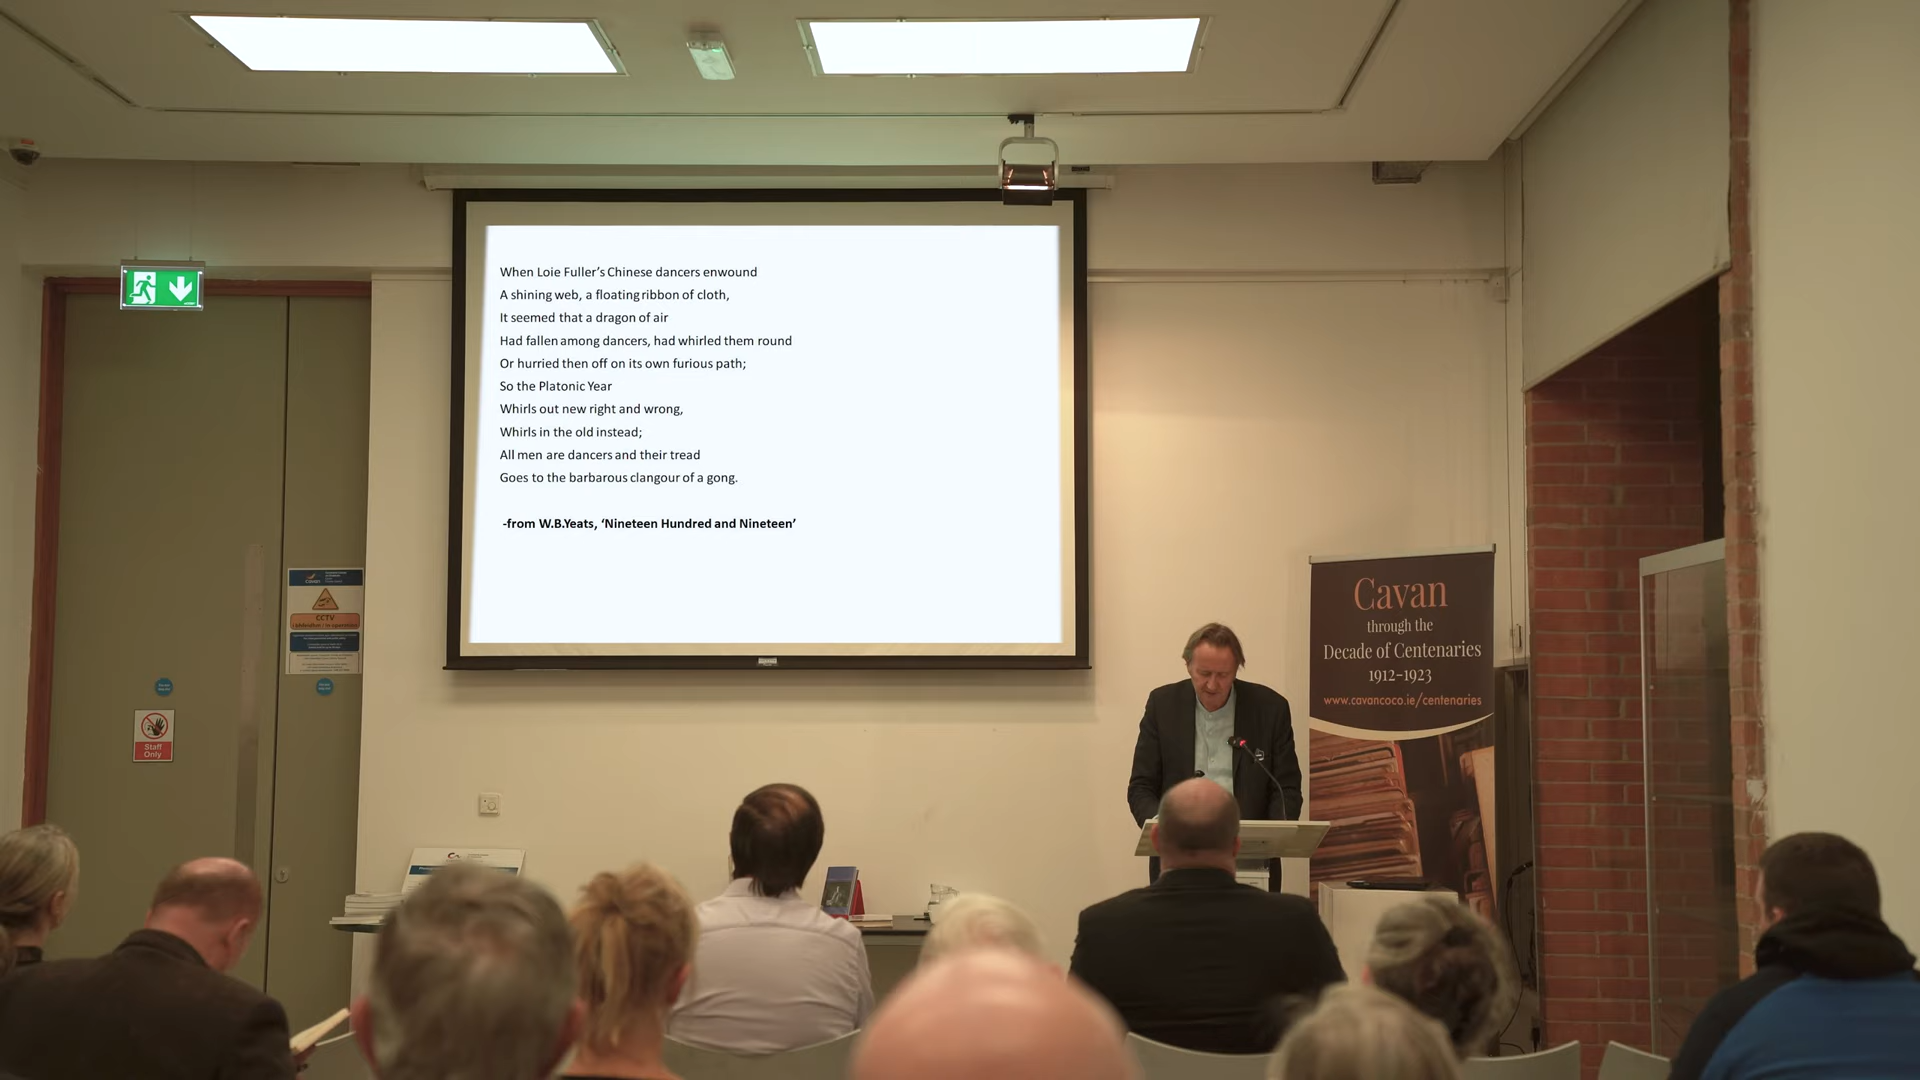 When Loie Fuller's Chinese dancers enwound
A shining web, a floating ribbon of cloth,
It seemed that a dragon of air
Had fallen among dancers, had whirled them round
Or hurried then off on its own furious path;
So the Platonic Year
Whirls out new right and wrong,
Whirls in the old instead;
All men are dancers and their tread
Goes to the barbarous clangour of a gong.
-from W.B.Yeats, 'Nineteen Hundred and Nineteen'
CCTV
Staff
Only
Cavan
through the
Decade of Centenaries
1912-1923
www.cavancoco.ie/centenaries